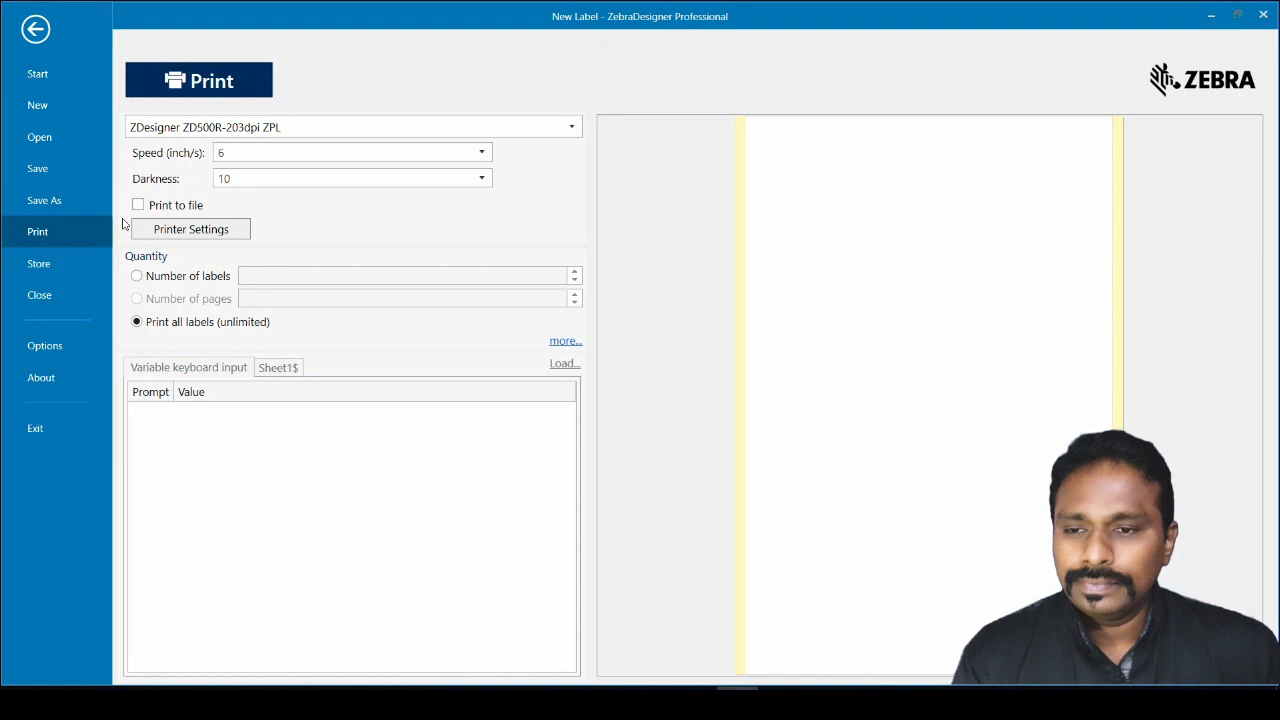 New Label - ZebraDesigner Professional
Start
New
Open
Save
Save As
Print
Store
Close
Options
About
Exit
Print
ZEBRA
ZDesigner ZD500R-203dpi ZPL
Speed (inch/s): 6
Darkness: 10
Print to file
Printer Settings
Quantity
Number of labels
Number of pages
Print all labels (unlimited)
more...
Variable keyboard input Sheet1$ Load...
Prompt Value